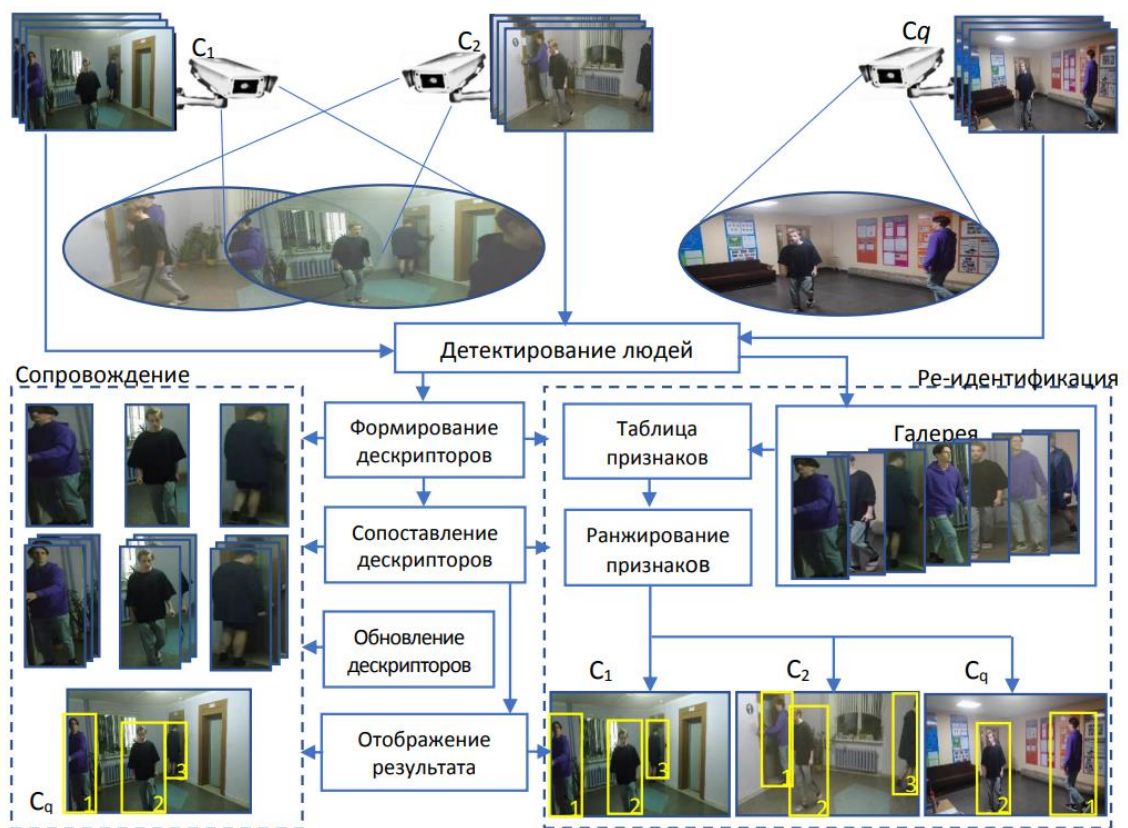 C1
C2
Cq
Детектирование людей
Сопровождение
Ре-идентификация
Формирование
дескрипторов
Таблица
признаков
Галерея
Сопоставление
дескрипторов
Ранжирование
признаков
Обновление
дескрипторов
Отображение
результата
C1
C2
Cq
Cq
1
2
3
1
2
3
1
2
3
2
1